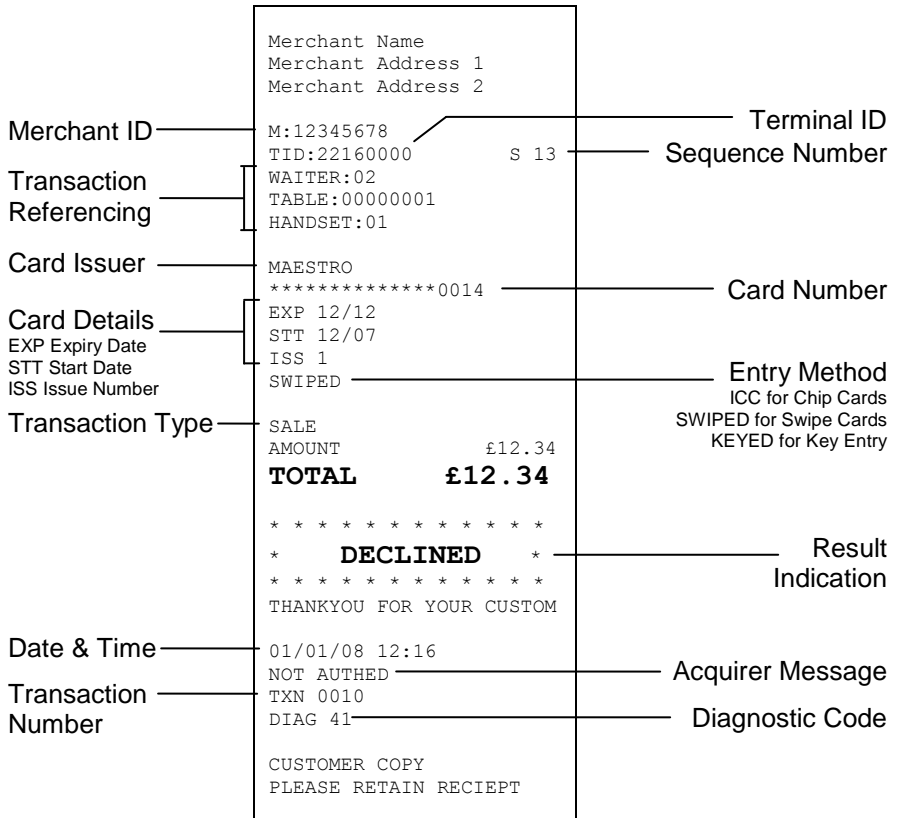 Merchant Name
Merchant Address 1
Merchant Address 2
Merchant ID
M:12345678
Terminal ID
TID:22160000 S 13
Sequence Number
Transaction
Referencing
WAITER:02
TABLE:00000001
HANDSET:01
Card Issuer
MAESTRO
**************0014
Card Number
Card Details
EXP Expiry Date
STT Start Date
ISS Issue Number
EXP 12/12
STT 12/07
ISS 1
SWIPED
Entry Method
ICC for Chip Cards
SWIPED for Swipe Cards
KEYED for Key Entry
Transaction Type
SALE
AMOUNT £12.34
TOTAL £12.34
* * * * * * * * * * * *
* DECLINED *
* * * * * * * * * * * *
Result
Indication
THANKYOU FOR YOUR CUSTOM
Date & Time
01/01/08 12:16
NOT AUTHED
Acquirer Message
Transaction
Number
TXN 0010
DIAG 41
Diagnostic Code
CUSTOMER COPY
PLEASE RETAIN RECIEPT